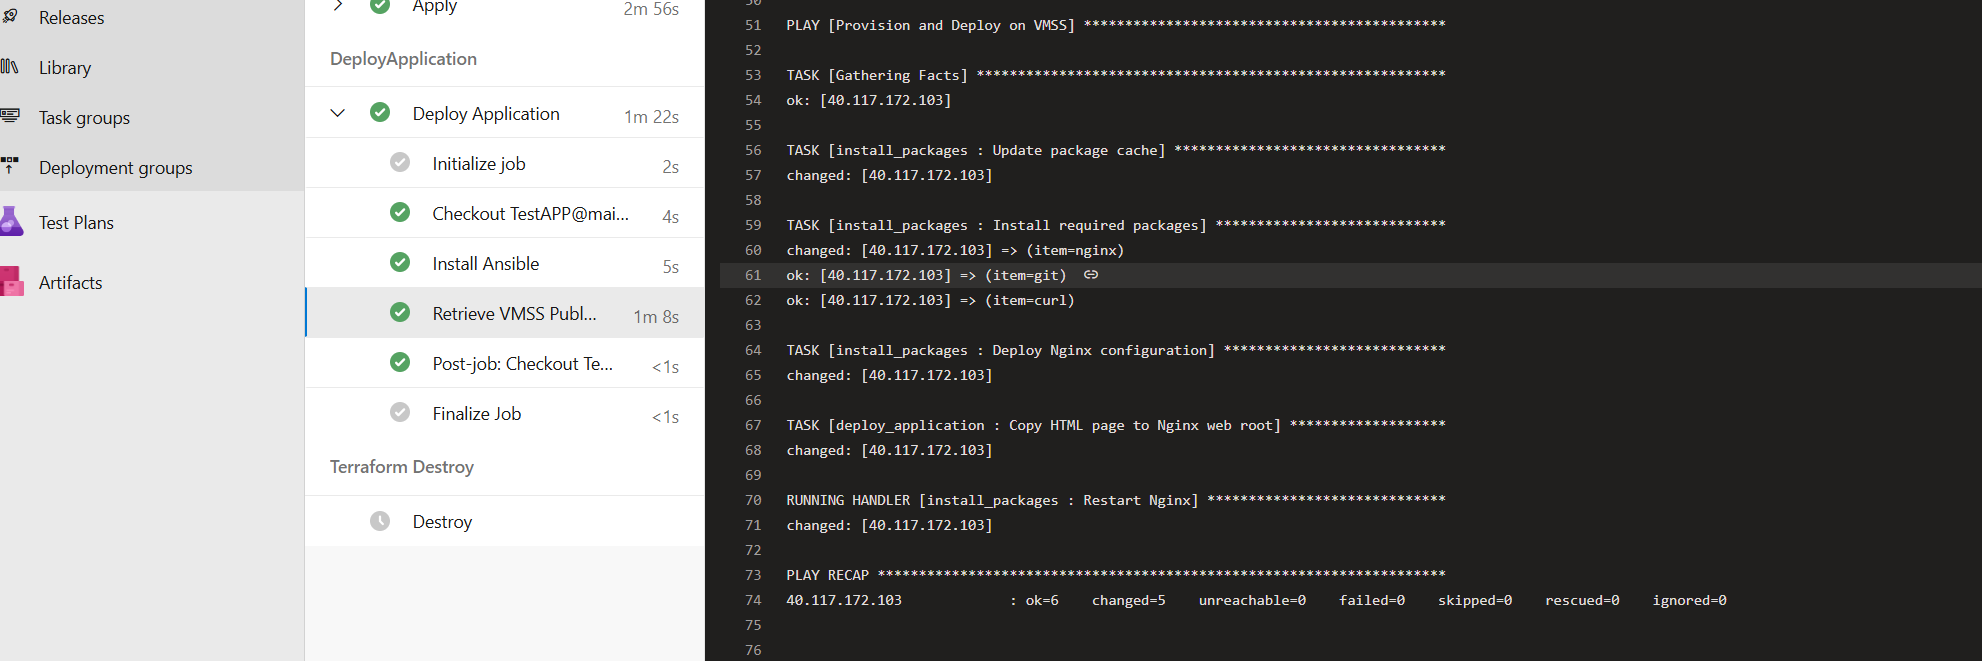 Releases
Library
Task groups
Deployment groups
Test Plans
Artifacts
Apply 2m 56s
DeployApplication
Deploy Application 1m 22s
Initialize job 2s
Checkout TestAPP@mai... 4s
Install Ansible 5s
Retrieve VMSS Publ... 1m 8s
Post-job: Checkout Te... <1s
Finalize Job <1s
Terraform Destroy
Destroy
50
51 PLAY [Provision and Deploy on VMSS] ********************************************
52
53 TASK [Gathering Facts] *********************************************************
54 ok: [40.117.172.103]
55
56 TASK [install_packages : Update package cache] *********************************
57 changed: [40.117.172.103]
58
59 TASK [install_packages : Install required packages] ****************************
60 changed: [40.117.172.103] => (item=nginx)
61 ok: [40.117.172.103] => (item=git)
62 ok: [40.117.172.103] => (item=curl)
63
64 TASK [install_packages : Deploy Nginx configuration] ***************************
65 changed: [40.117.172.103]
66
67 TASK [deploy_application : Copy HTML page to Nginx web root] *******************
68 changed: [40.117.172.103]
69
70 RUNNING HANDLER [install_packages : Restart Nginx] *****************************
71 changed: [40.117.172.103]
72
73 PLAY RECAP *********************************************************************
74 40.117.172.103 : ok=6 changed=5 unreachable=0 failed=0 skipped=0 rescued=0 ignored=0
75
76